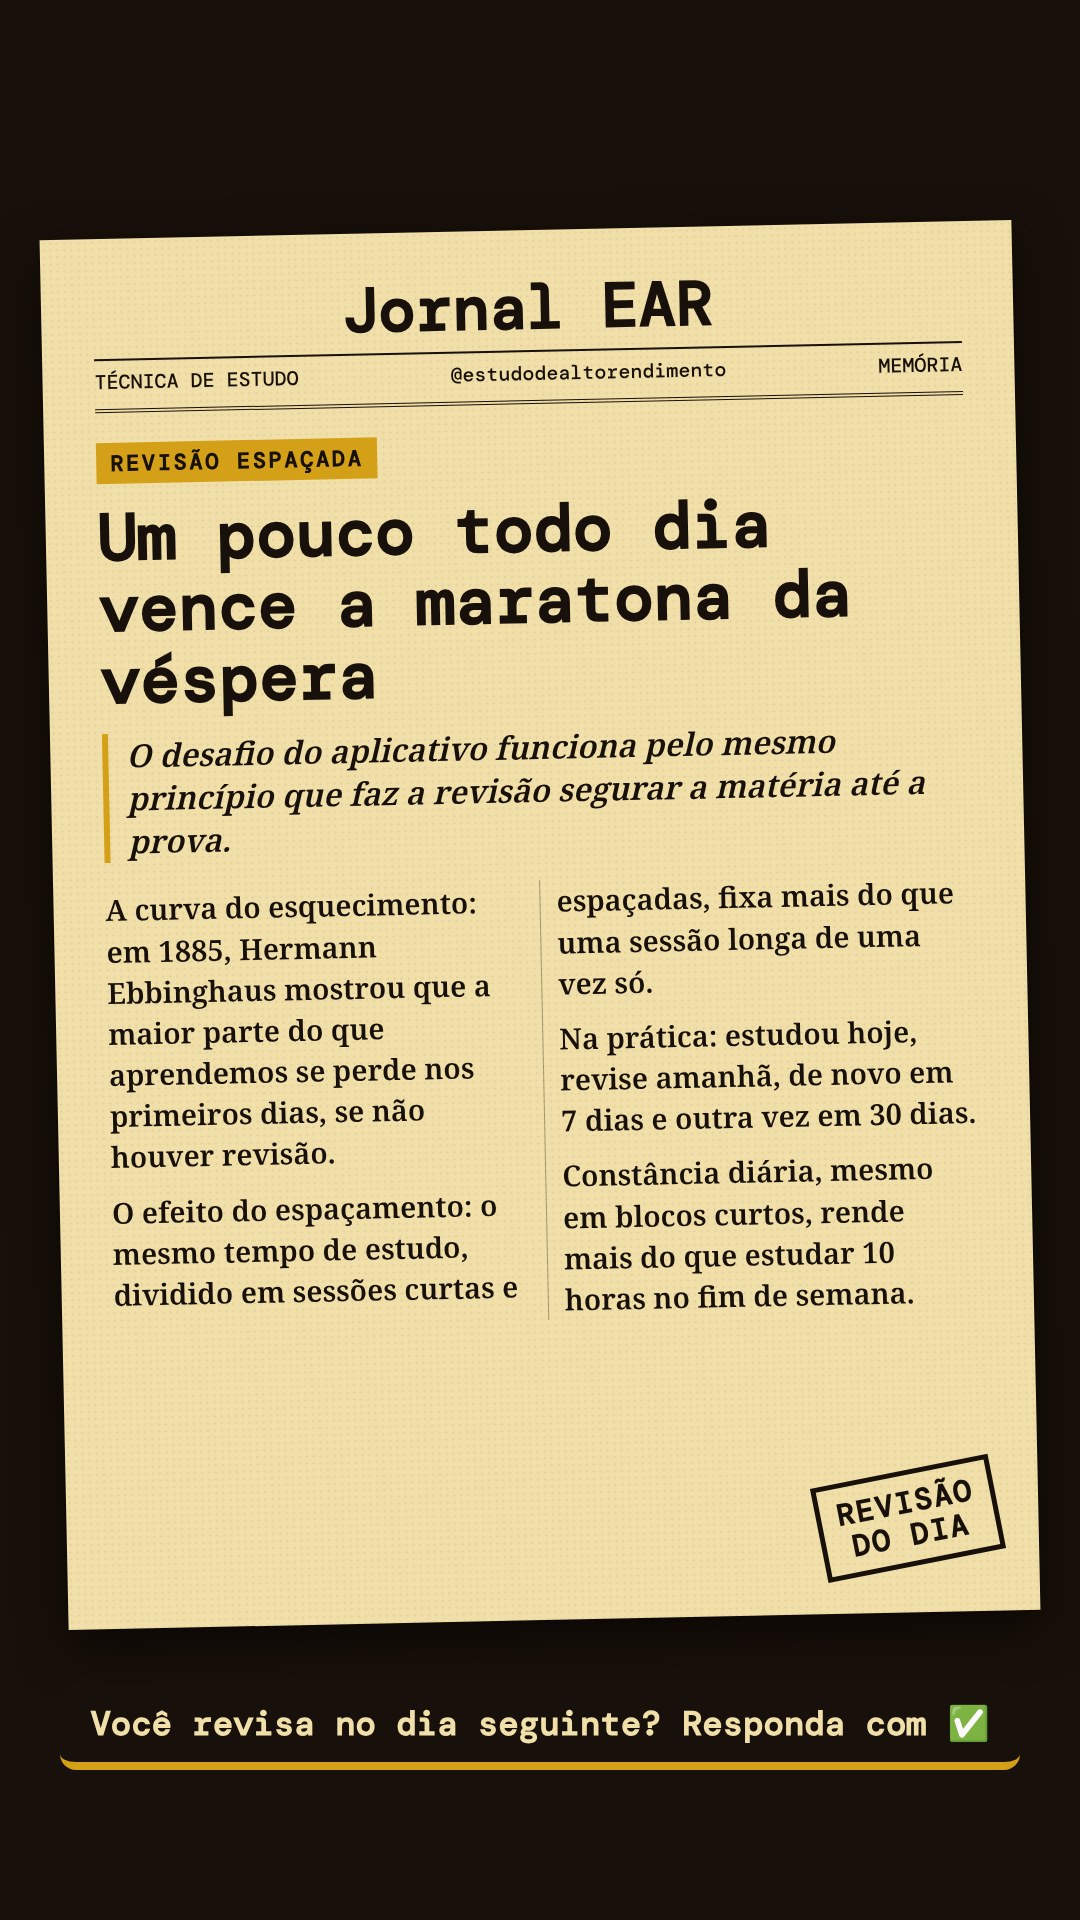 Jornal EAR
TÉCNICA DE ESTUDO @estudodealtorendimento MEMÓRIA
REVISÃO ESPAÇADA
Um pouco todo dia
vence a maratona da
véspera
O desafio do aplicativo funciona pelo mesmo
princípio que faz a revisão segurar a matéria até a
prova.
A curva do esquecimento:
em 1885, Hermann
Ebbinghaus mostrou que a
maior parte do que
aprendemos se perde nos
primeiros dias, se não
houver revisão.
O efeito do espaçamento: o
mesmo tempo de estudo,
dividido em sessões curtas e
espaçadas, fixa mais do que
uma sessão longa de uma
vez só.
Na prática: estudou hoje,
revise amanhã, de novo em
7 dias e outra vez em 30 dias.
Constância diária, mesmo
em blocos curtos, rende
mais do que estudar 10
horas no fim de semana.
REVISÃO
DO DIA
Você revisa no dia seguinte? Responda com ✅